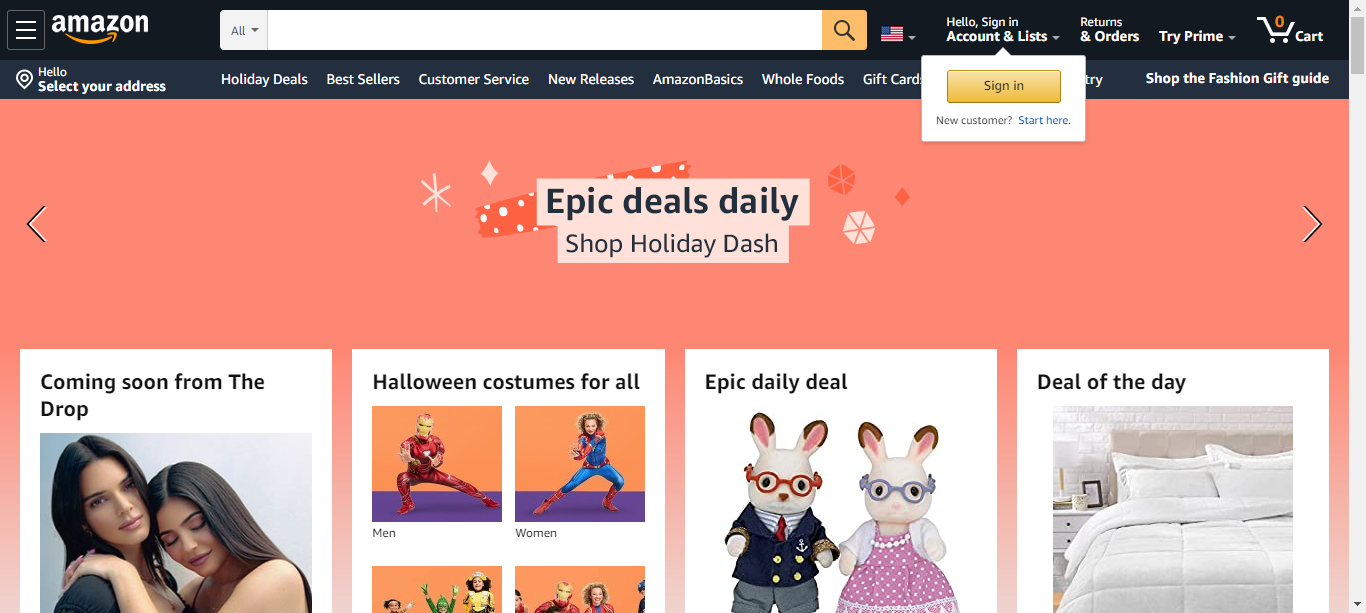 amazon
All
Hello, Sign in
Account & Lists
Returns
& Orders
Try Prime
0
Cart
Hello
Select your address
Holiday Deals
Best Sellers
Customer Service
New Releases
AmazonBasics
Whole Foods
Gift
Shop the Fashion Gift guide
Sign in
New customer? Start here.
Epic deals daily
Shop Holiday Dash
Coming soon from The
Drop
Halloween costumes for all
Men
Women
Epic daily deal
Deal of the day